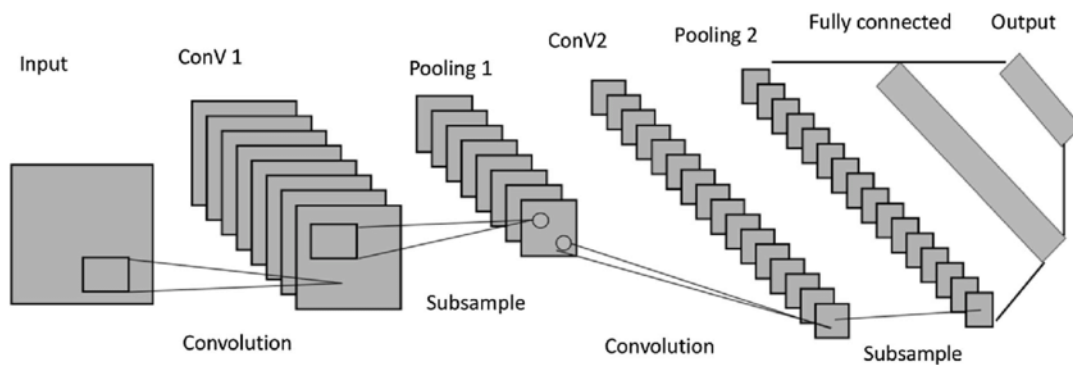 Input
ConV 1
Pooling 1
ConV2
Pooling 2
Fully connected
Output
Convolution
Subsample
Convolution
Subsample